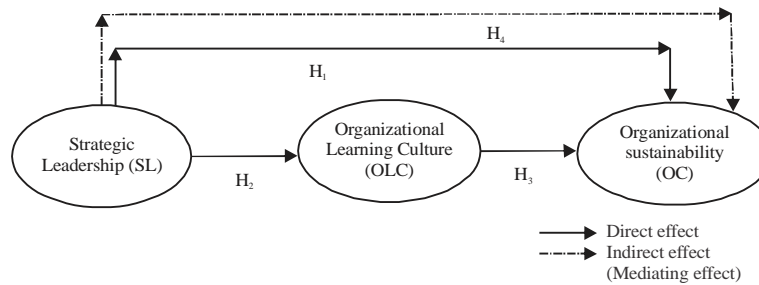 H₄
H₁
Strategic
Leadership (SL)
H₂
Organizational
Learning Culture
(OLC)
H₃
Organizational
sustainability
(OC)
Direct effect
Indirect effect
(Mediating effect)